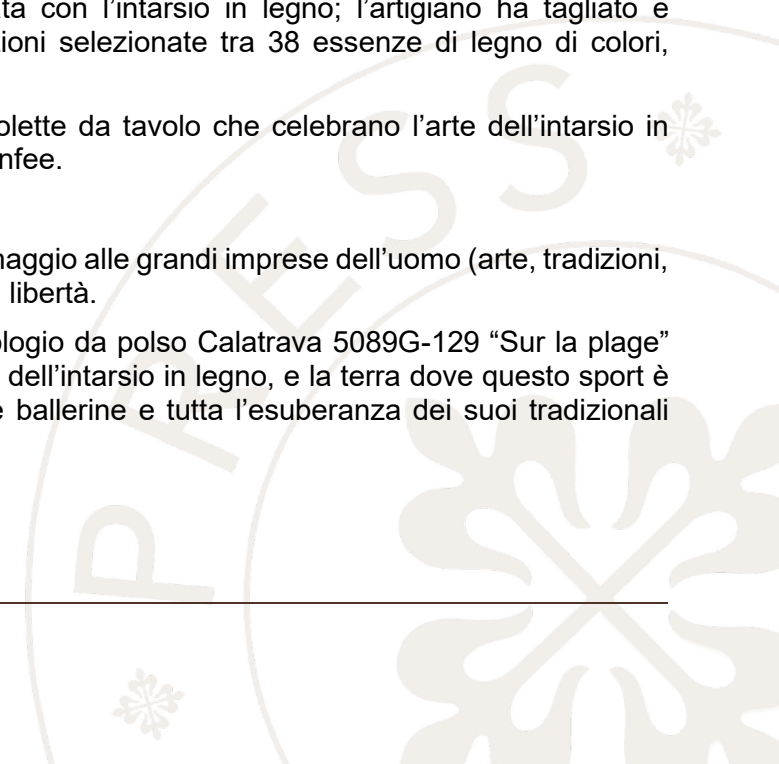 ta con l’intarsio in legno; l’artigiano ha tagliato e
ioni selezionate tra 38 essenze di legno di colori,
olette da tavolo che celebrano l’arte dell’intarsio in
nfee.
naggio alle grandi imprese dell’uomo (arte, tradizioni,
libertà.
ologio da polso Calatrava 5089G-129 “Sur la plage”
dell’intarsio in legno, e la terra dove questo sport è
e ballerine e tutta l’esuberanza dei suoi tradizionali
PRESS